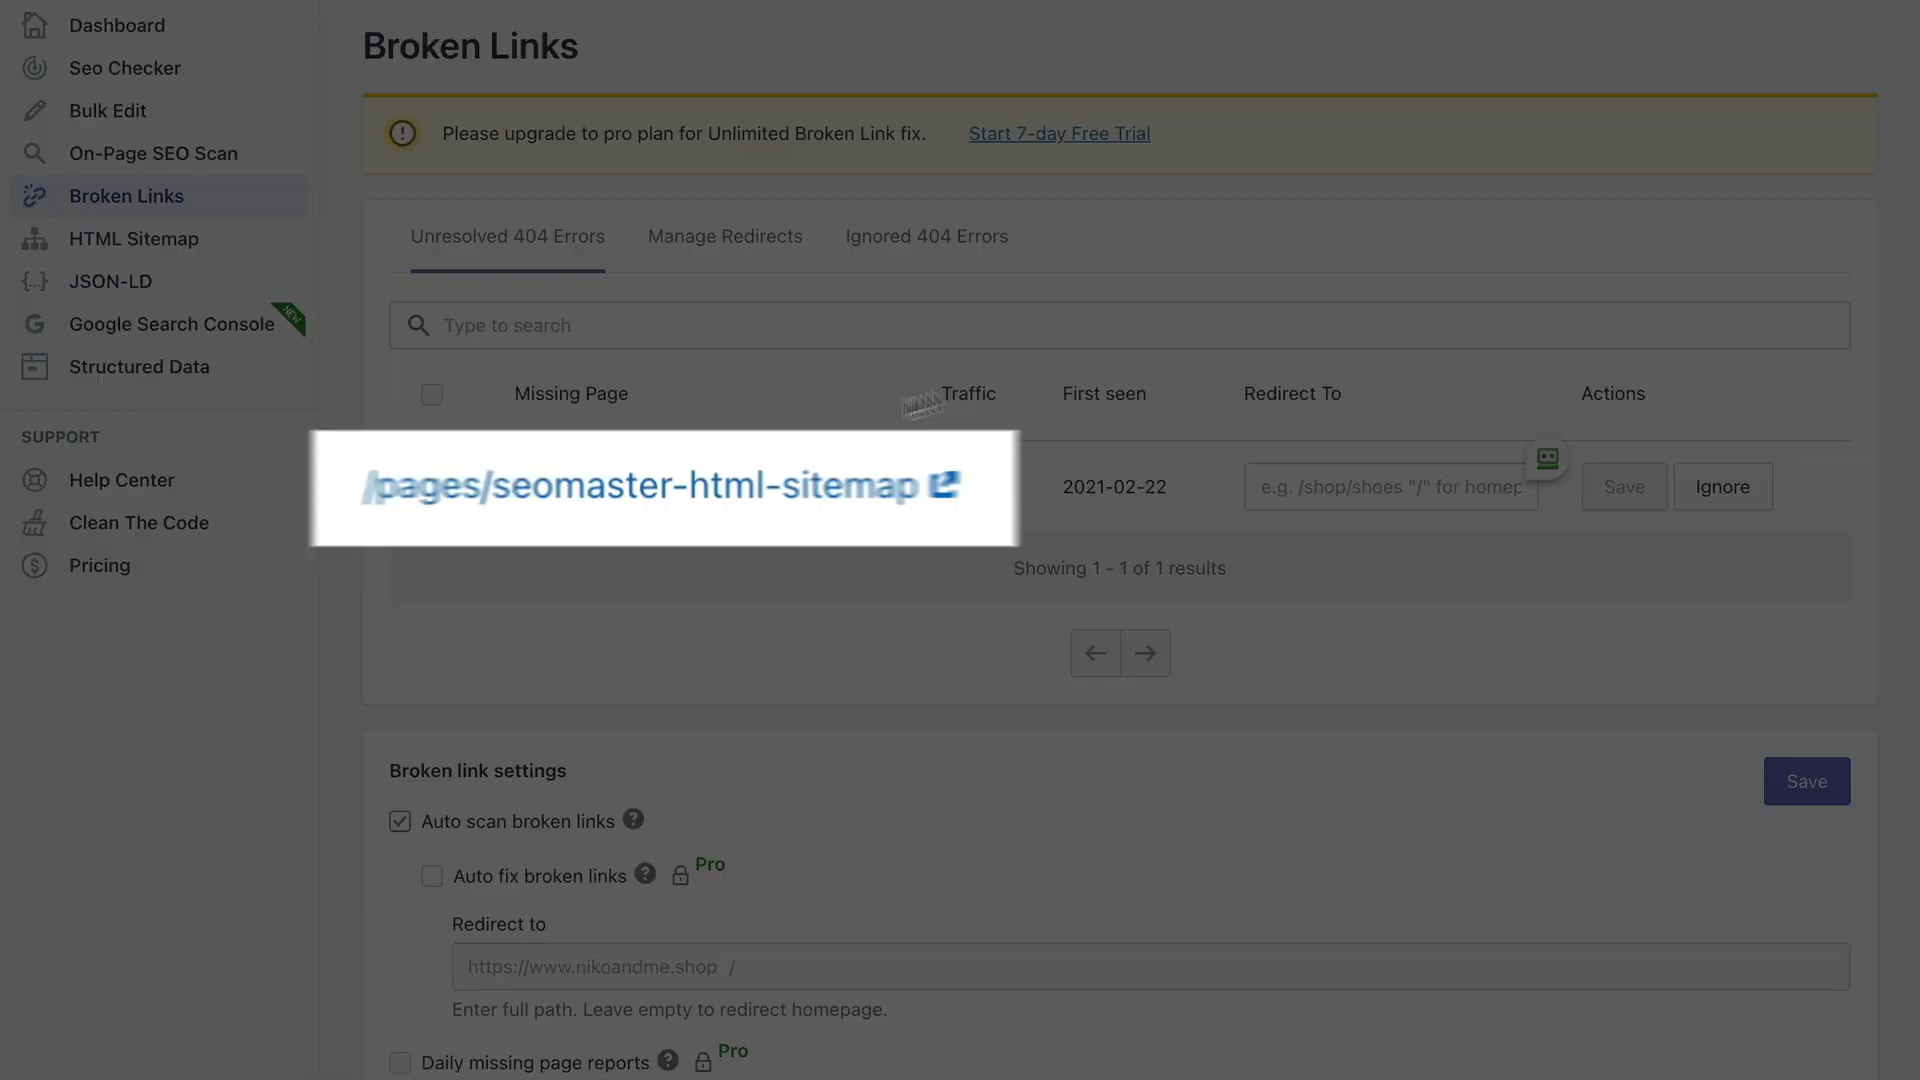 Dashboard
Seo Checker
Bulk Edit
On-Page SEO Scan
Broken Links
HTML Sitemap
JSON-LD
Google Search Console
NEW
Structured Data
SUPPORT
Help Center
Clean The Code
Pricing
Broken Links
Please upgrade to pro plan for Unlimited Broken Link fix. Start 7-day Free Trial
Unresolved 404 Errors Manage Redirects Ignored 404 Errors
Type to search
Missing Page Traffic First seen Redirect To Actions
/pages/seomaster-html-sitemap 2021-02-22 e.g. /shop/shoes "/" for homep Save Ignore
Showing 1 - 1 of 1 results
Broken link settings
Save
Auto scan broken links
Auto fix broken links Pro
Redirect to
https://www.nikoandme.shop /
Enter full path. Leave empty to redirect homepage.
Daily missing page reports Pro